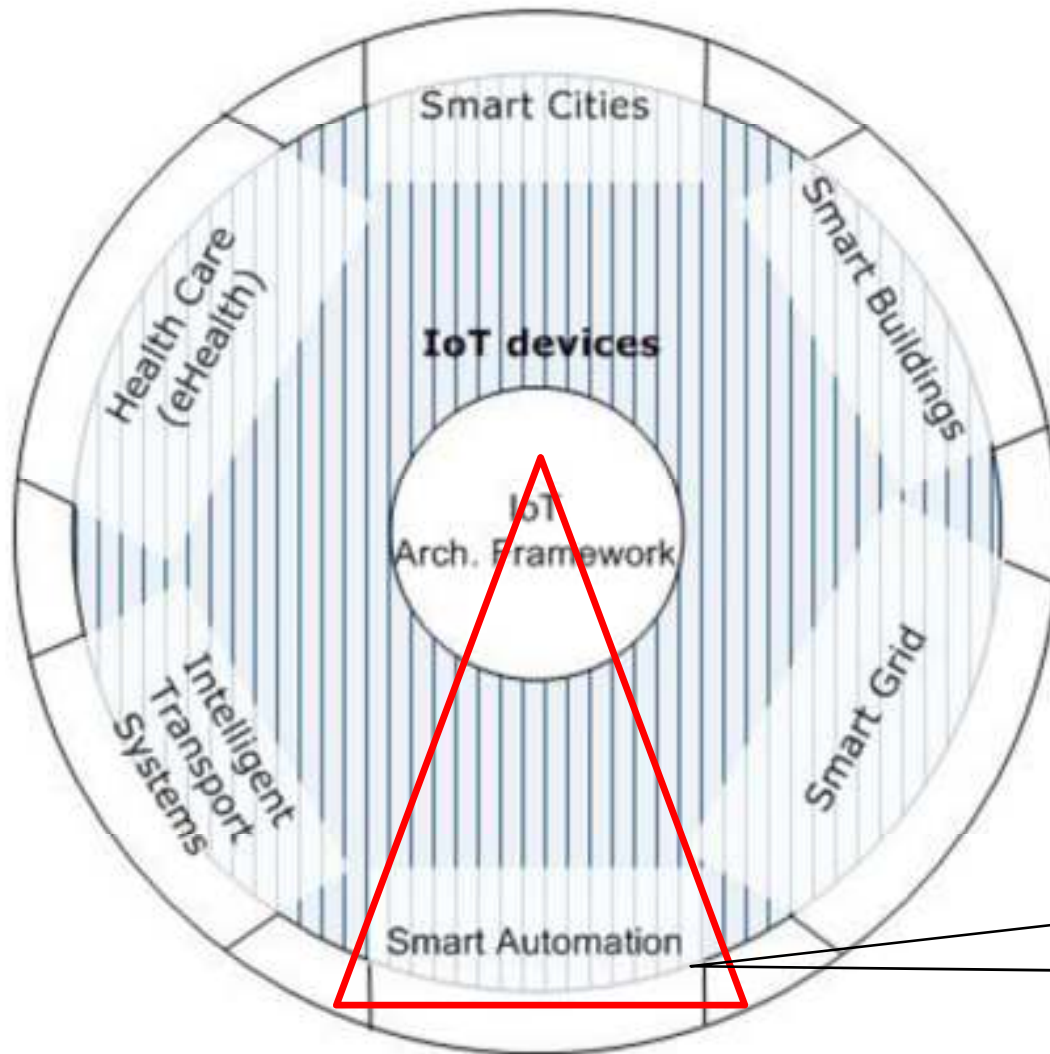 Smart Cities
Health Care
(eHealth)
Smart Buildings
IoT devices
IoT
Arch. Framework
Intelligent
Transport
Systems
Smart Grid
Smart Automation